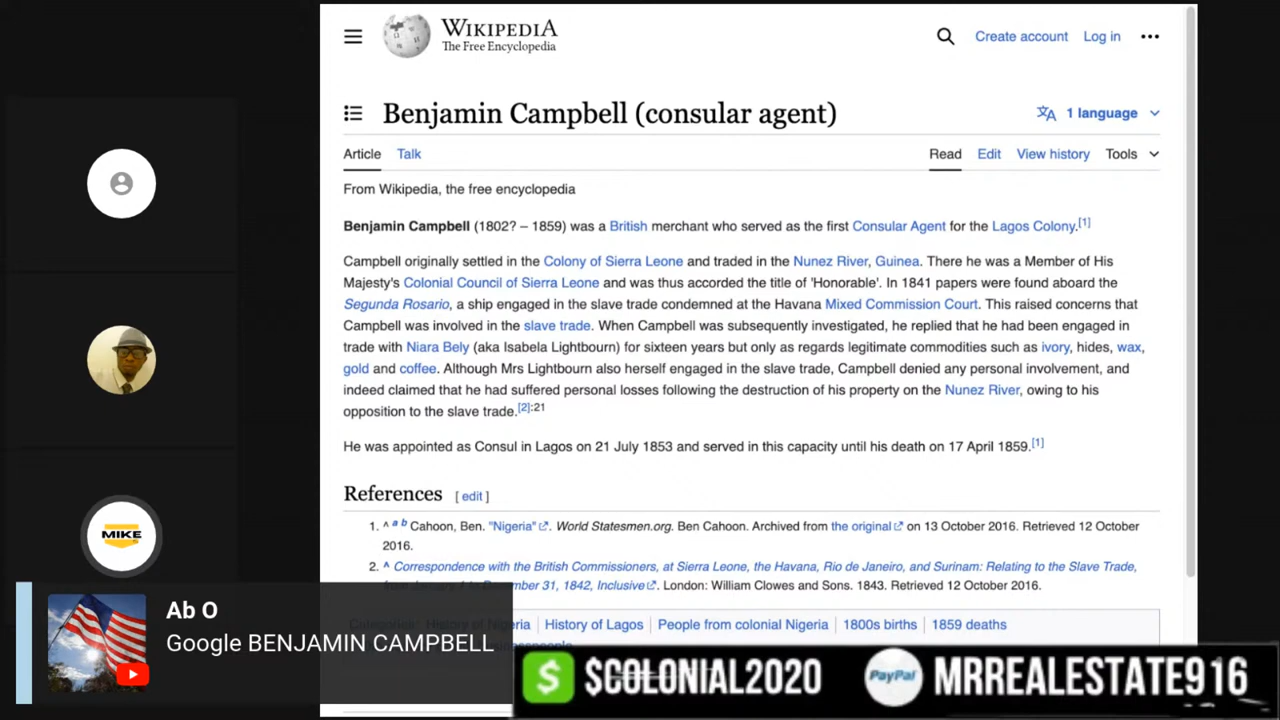 WIKIPEDIA
The Free Encyclopedia
Create account Log in
Benjamin Campbell (consular agent)
1 language
Article Talk Read Edit View history Tools
From Wikipedia, the free encyclopedia
Benjamin Campbell (1802? – 1859) was a British merchant who served as the first Consular Agent for the Lagos Colony.[1]
Campbell originally settled in the Colony of Sierra Leone and traded in the Nunez River, Guinea. There he was a Member of His
Majesty's Colonial Council of Sierra Leone and was thus accorded the title of 'Honorable'. In 1841 papers were found aboard the
Segunda Rosario, a ship engaged in the slave trade condemned at the Havana Mixed Commission Court. This raised concerns that
Campbell was involved in the slave trade. When Campbell was subsequently investigated, he replied that he had been engaged in
trade with Niara Bely (aka Isabela Lightbourn) for sixteen years but only as regards legitimate commodities such as ivory, hides, wax,
gold and coffee. Although Mrs Lightbourn also herself engaged in the slave trade, Campbell denied any personal involvement, and
indeed claimed that he had suffered personal losses following the destruction of his property on the Nunez River, owing to his
opposition to the slave trade.[2]:21
He was appointed as Consul in Lagos on 21 July 1853 and served in this capacity until his death on 17 April 1859.[1]
References [ edit ]
1. ^ a b Cahoon, Ben. "Nigeria". World Statesmen.org. Ben Cahoon. Archived from the original on 13 October 2016. Retrieved 12 October
2016.
2. ^ Correspondence with the British Commissioners, at Sierra Leone, the Havana, Rio de Janeiro, and Surinam: Relating to the Slave Trade,
31, 1842, Inclusive. London: William Clowes and Sons. 1843. Retrieved 12 October 2016.
Categories: History of Nigeria History of Lagos People from colonial Nigeria 1800s births 1859 deaths
MIKE
Ab O
Google BENJAMIN CAMPBELL
$ $COLONIAL2020 PayPal MRREALESTATE916